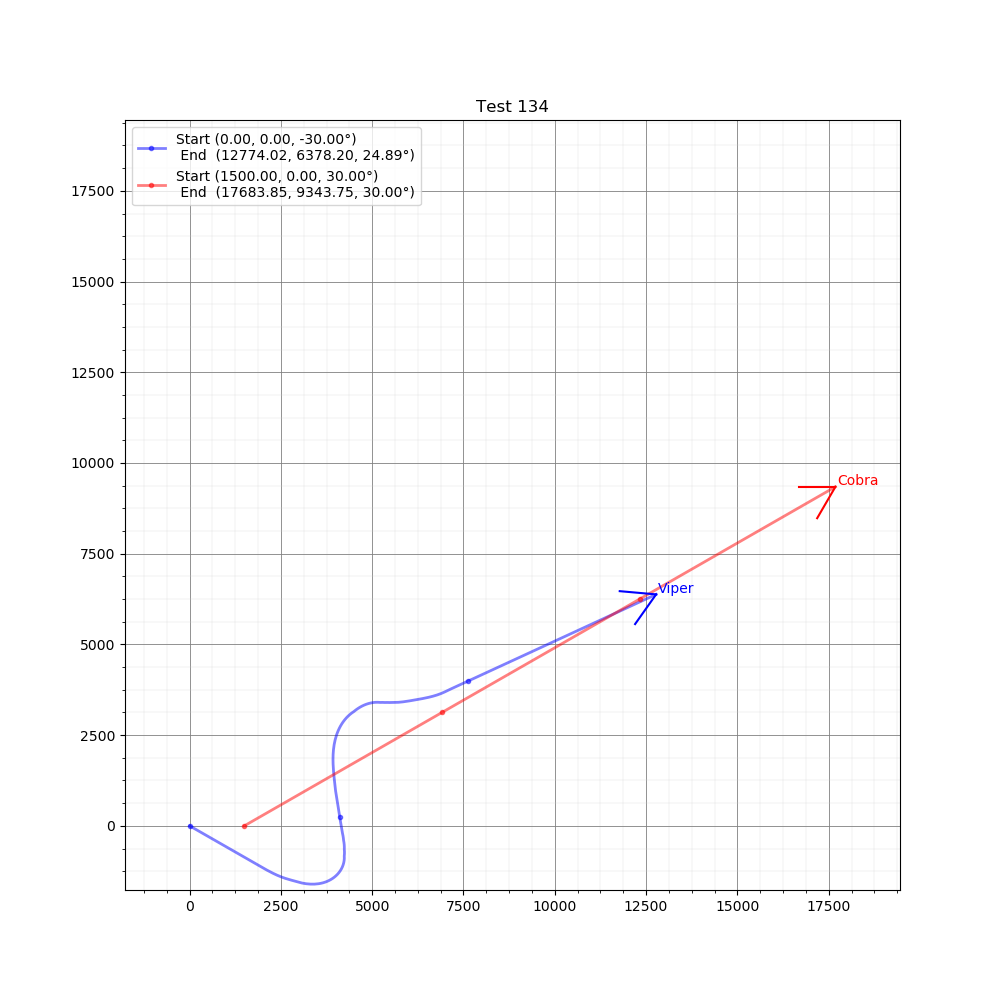 Test 134
Start (0.00, 0.00, -30.00°)
End (12774.02, 6378.20, 24.89°)
Start (1500.00, 0.00, 30.00°)
End (17683.85, 9343.75, 30.00°)
17500
15000
12500
10000
7500
5000
2500
0
Cobra
Viper
0 2500 5000 7500 10000 12500 15000 17500